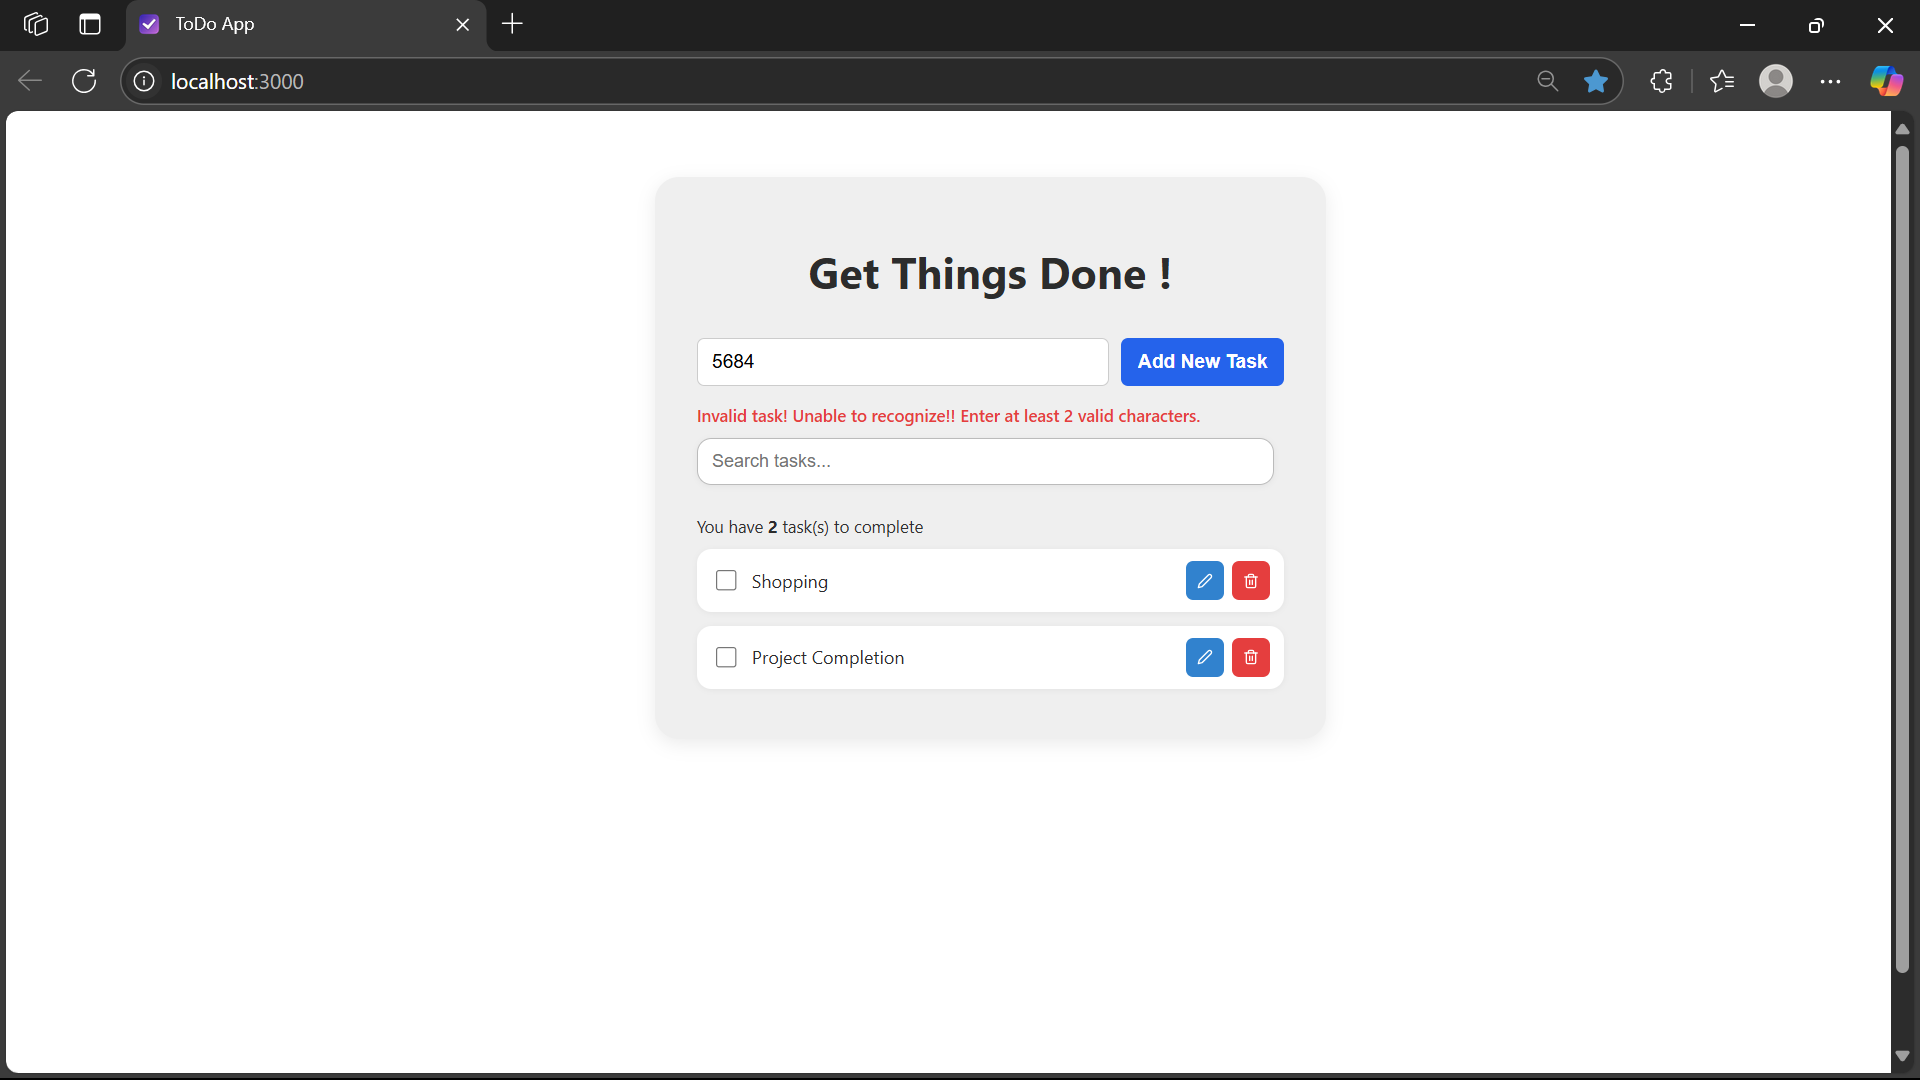 ToDo App
localhost:3000
Get Things Done !
5684
Add New Task
Invalid task! Unable to recognize!! Enter at least 2 valid characters.
Search tasks...
You have 2 task(s) to complete
Shopping
Project Completion